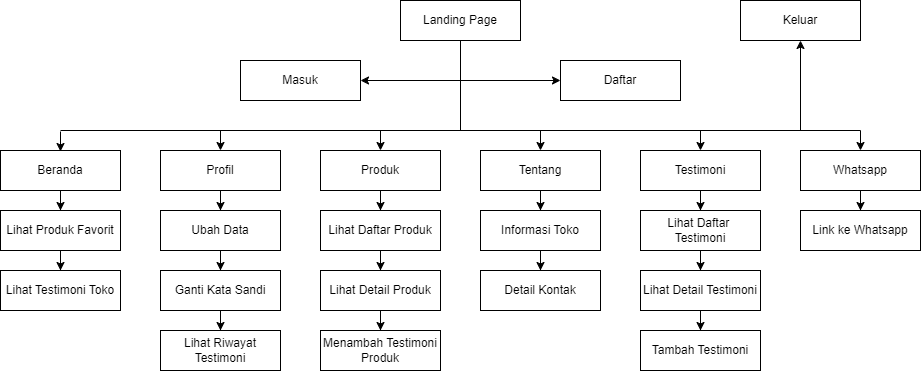 Landing Page
Keluar
Masuk
Daftar
Beranda
Profil
Produk
Tentang
Testimoni
Whatsapp
Lihat Produk Favorit
Ubah Data
Lihat Daftar Produk
Informasi Toko
Lihat Daftar
Testimoni
Link ke Whatsapp
Lihat Testimoni Toko
Ganti Kata Sandi
Lihat Detail Produk
Detail Kontak
Lihat Detail Testimoni
Lihat Riwayat
Testimoni
Menambah Testimoni
Produk
Tambah Testimoni